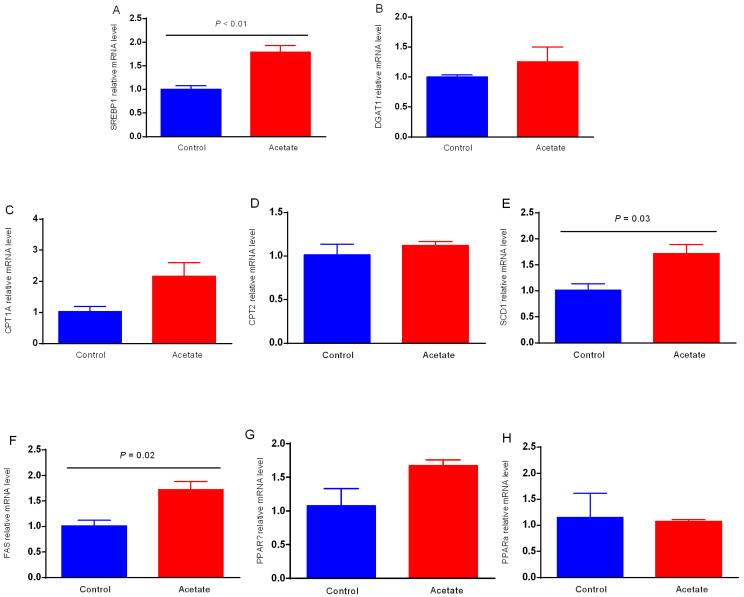 A
P < 0.01
SREBP1 relative mRNA level
2.5
2.0
1.5
1.0
0.5
0.0
Control
Acetate
B
DGAT1 relative mRNA level
2.0
1.5
1.0
0.5
0.0
Control
Acetate
C
CPT1A relative mRNA level
4
3
2
1
0
Control
Acetate
D
CPT2 relative mRNA level
1.5
1.0
0.5
0.0
Control
Acetate
E
P = 0.03
SCD1 relative mRNA level
2.5
2.0
1.5
1.0
0.5
0.0
Control
Acetate
F
P = 0.02
FAS relative mRNA level
2.5
2.0
1.5
1.0
0.5
0.0
Control
Acetate
G
PPAR? relative mRNA level
2.0
1.5
1.0
0.5
0.0
Control
Acetate
H
PPARa relative mRNA level
2.5
2.0
1.5
1.0
0.5
0.0
Control
Acetate